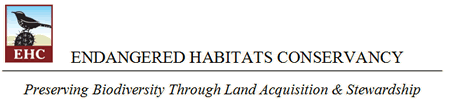 EHC
ENDANGERED HABITATS CONSERVANCY
Preserving Biodiversity Through Land Acquisition & Stewardship